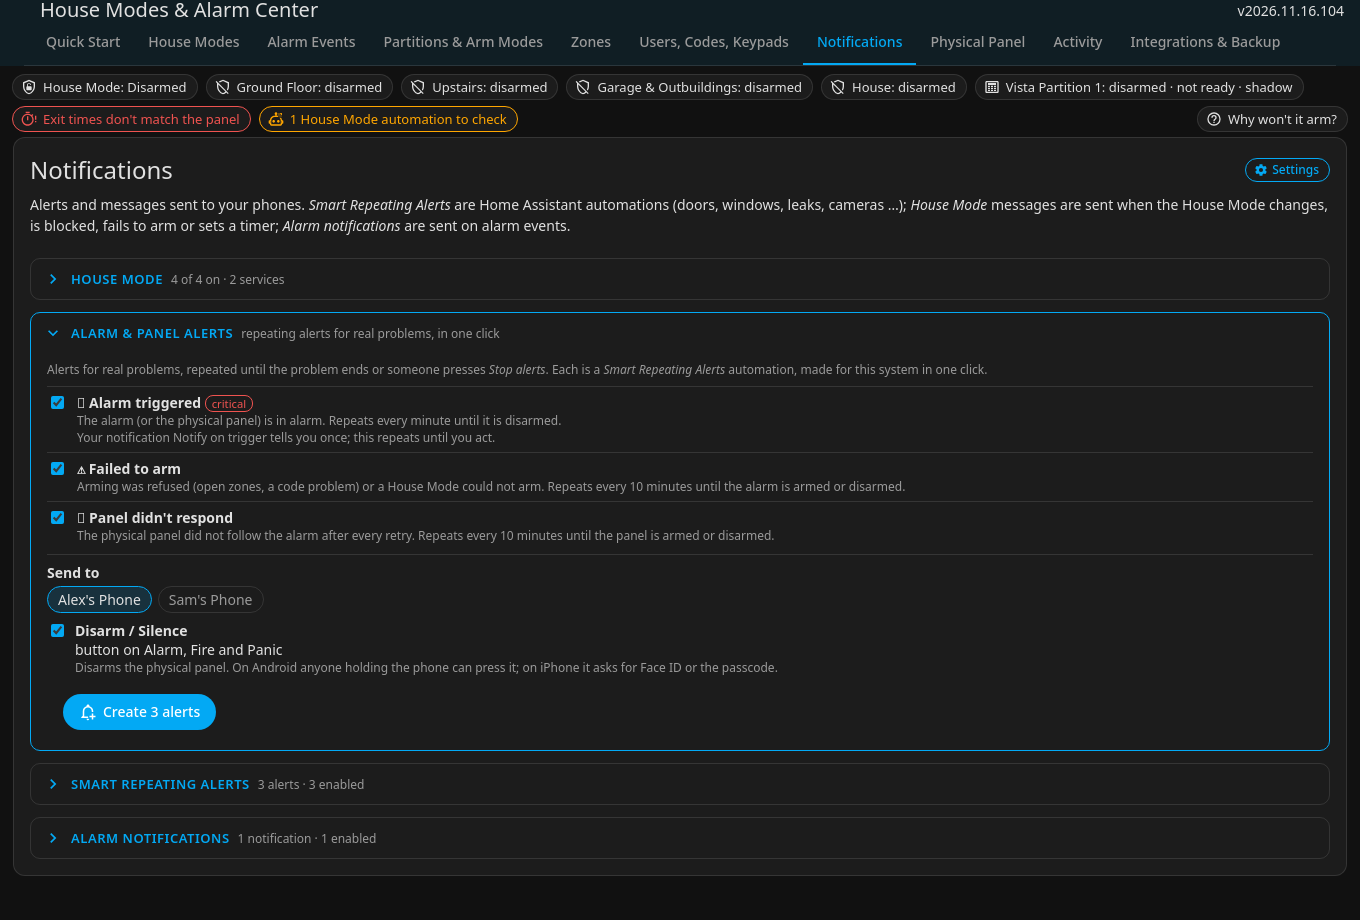 House Modes & Alarm Center
v2026.11.16.104
Quick Start House Modes Alarm Events Partitions & Arm Modes Zones Users, Codes, Keypads Notifications Physical Panel Activity Integrations & Backup
House Mode: Disarmed Ground Floor: disarmed Upstairs: disarmed Garage & Outbuildings: disarmed House: disarmed Vista Partition 1: disarmed · not ready · shadow
Exit times don't match the panel 1 House Mode automation to check Why won't it arm?
Notifications
Settings
Alerts and messages sent to your phones. Smart Repeating Alerts are Home Assistant automations (doors, windows, leaks, cameras ...); House Mode messages are sent when the House Mode changes,
is blocked, fails to arm or sets a timer; Alarm notifications are sent on alarm events.
HOUSE MODE 4 of 4 on · 2 services
ALARM & PANEL ALERTS repeating alerts for real problems, in one click
Alerts for real problems, repeated until the problem ends or someone presses Stop alerts. Each is a Smart Repeating Alerts automation, made for this system in one click.
Alarm triggered critical
The alarm (or the physical panel) is in alarm. Repeats every minute until it is disarmed.
Your notification Notify on trigger tells you once; this repeats until you act.
⚠ Failed to arm
Arming was refused (open zones, a code problem) or a House Mode could not arm. Repeats every 10 minutes until the alarm is armed or disarmed.
Panel didn't respond
The physical panel did not follow the alarm after every retry. Repeats every 10 minutes until the panel is armed or disarmed.
Send to
Alex's Phone Sam's Phone
Disarm / Silence
button on Alarm, Fire and Panic
Disarms the physical panel. On Android anyone holding the phone can press it; on iPhone it asks for Face ID or the passcode.
Create 3 alerts
SMART REPEATING ALERTS 3 alerts · 3 enabled
ALARM NOTIFICATIONS 1 notification · 1 enabled